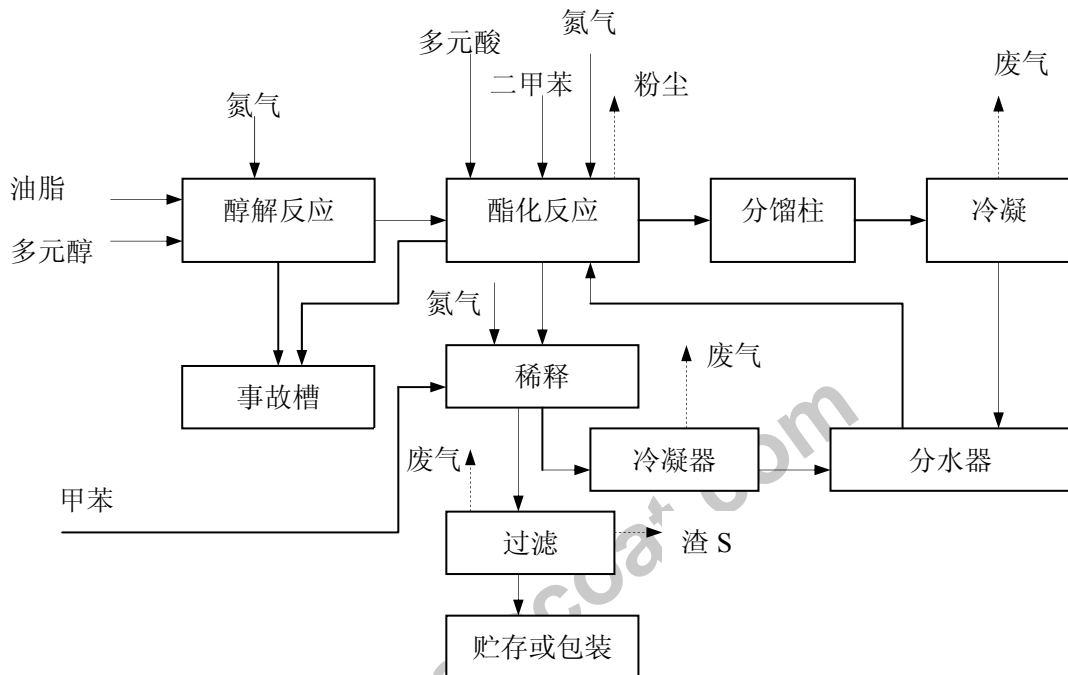 多元酸
氮气
废气
二甲苯
粉尘
氮气
油脂
醇解反应
酯化反应
分馏柱
冷凝
多元醇
氮气
废气
事故槽
稀释
废气
冷凝器
分水器
甲苯
过滤
渣 S
贮存或包装
coat.com